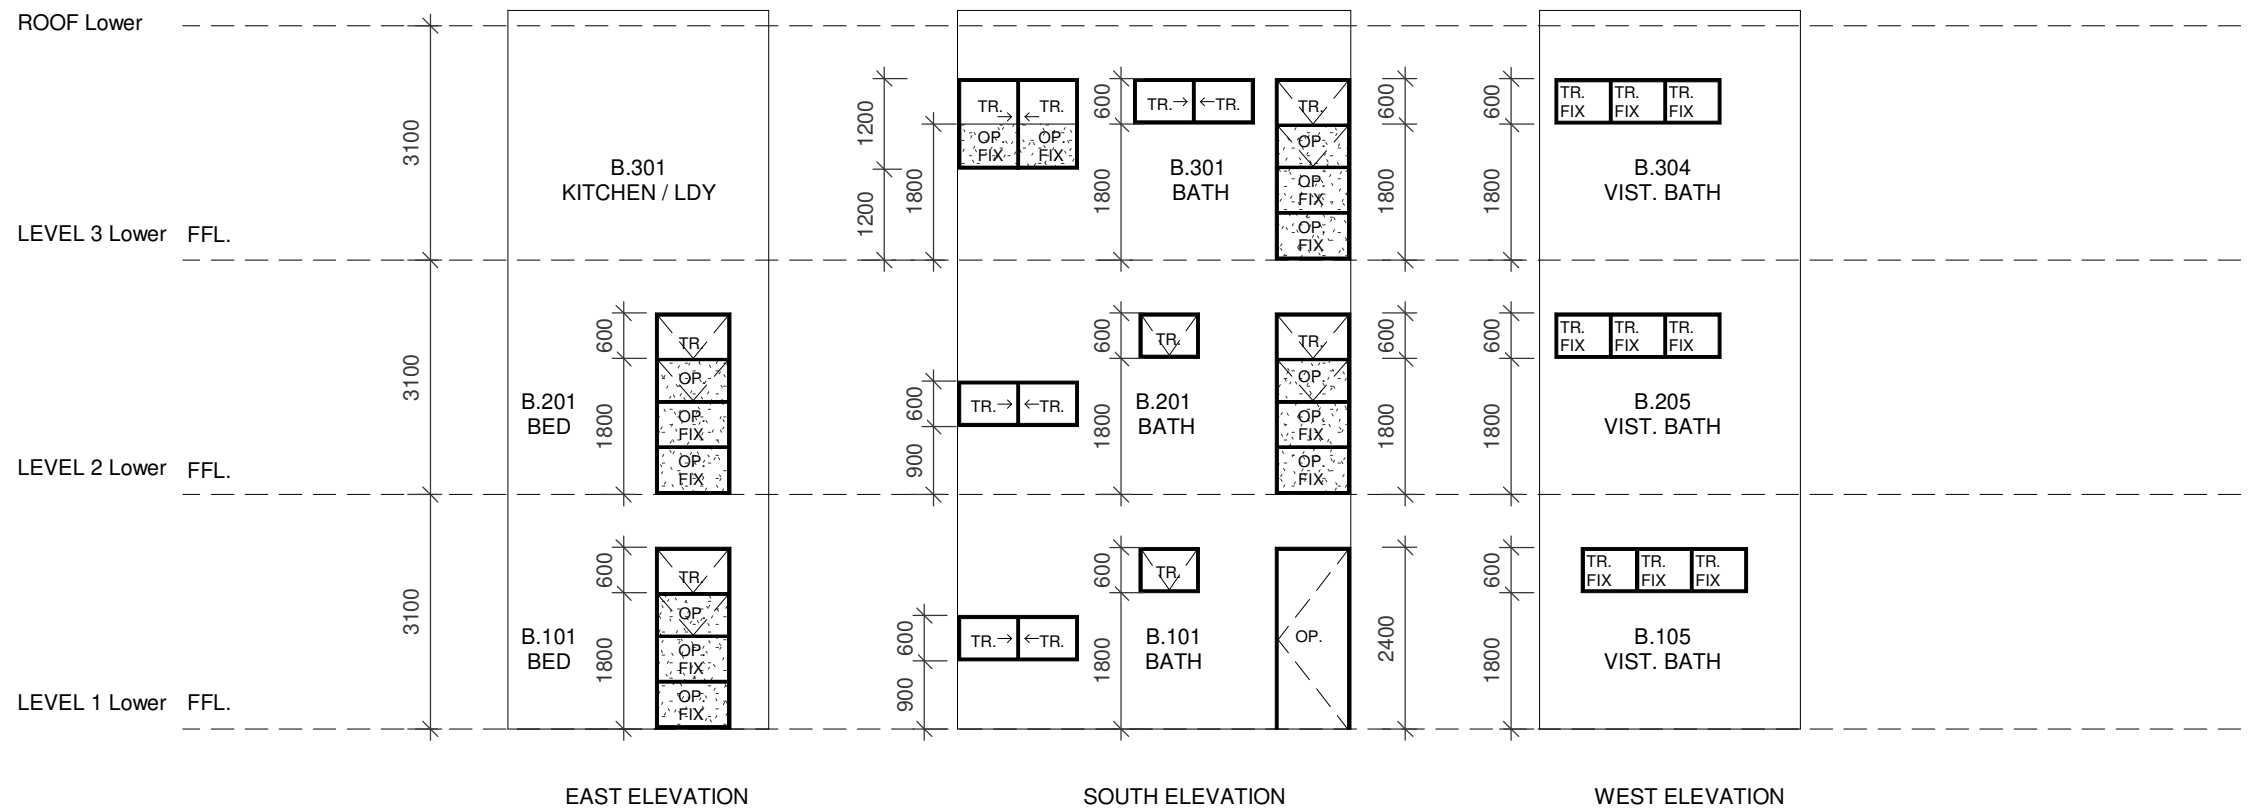 ROOF Lower
3100
1200
1200
1800
TR.
TR.
→
←
OP.
FIX
OP.
FIX
600
1800
TR.→
←TR.
TR.
OP.
OP.
FIX
OP.
FIX
600
1800
600
1800
TR.
FIX
TR.
FIX
TR.
FIX
B.301
KITCHEN / LDY
B.301
BATH
B.304
VIST. BATH
LEVEL 3 Lower FFL.
3100
600
1800
TR.
OP.
OP.
FIX
OP.
FIX
B.201
BED
600
900
TR.→
←TR.
600
1800
TR.
B.201
BATH
TR.
OP.
OP.
FIX
OP.
FIX
600
1800
600
1800
TR.
FIX
TR.
FIX
TR.
FIX
B.205
VIST. BATH
LEVEL 2 Lower FFL.
3100
600
1800
TR.
OP.
OP.
FIX
OP.
FIX
B.101
BED
600
900
TR.→
←TR.
600
1800
TR.
B.101
BATH
OP.
2400
600
1800
TR.
FIX
TR.
FIX
TR.
FIX
B.105
VIST. BATH
LEVEL 1 Lower FFL.
EAST ELEVATION
SOUTH ELEVATION
WEST ELEVATION